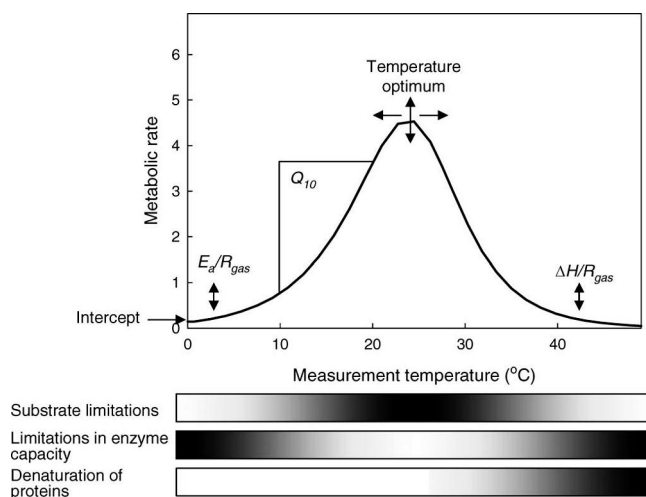 6
5
4
3
2
1
0
Metabolic rate
Temperature
optimum
Q10
Ea/Rgas
ΔH/Rgas
Intercept
0 10 20 30 40
Measurement temperature (oC)
Substrate limitations
Limitations in enzyme
capacity
Denaturation of
proteins